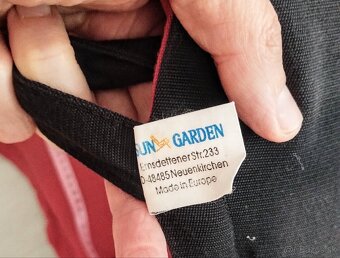 SUN GARDEN
Emsdettener Str. 233
D-48485 Neuenkirchen
Made in Europe